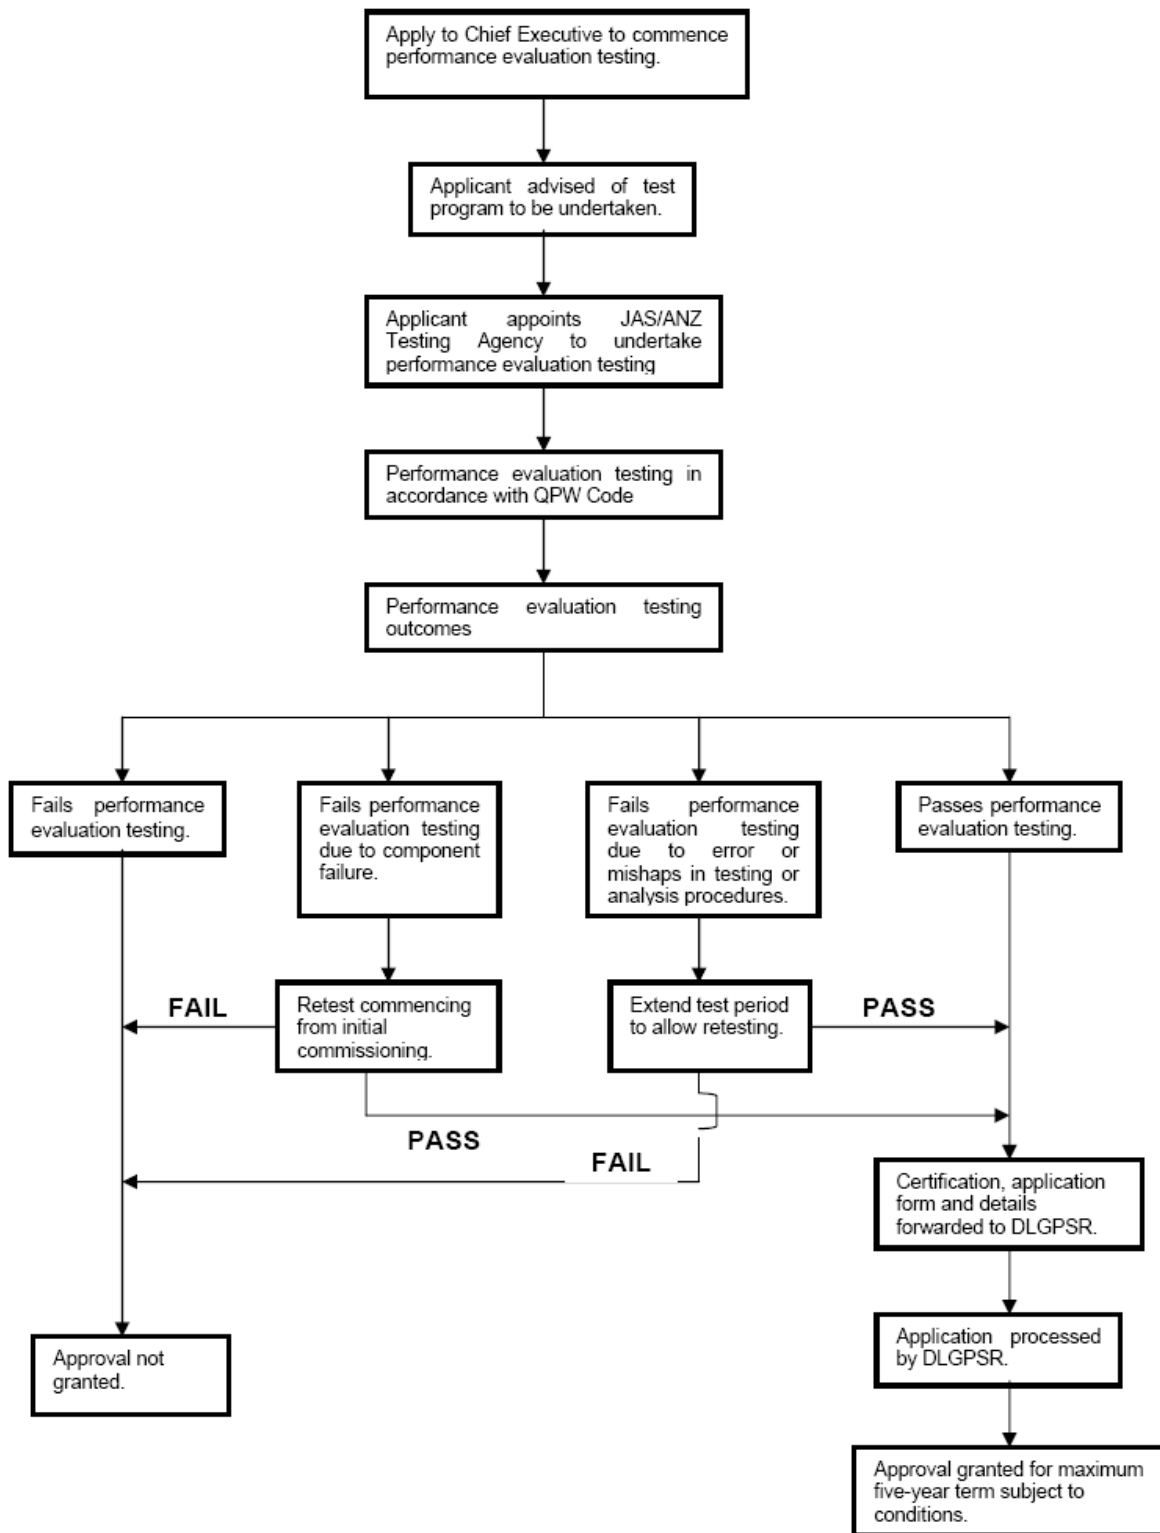 Apply to Chief Executive to commence
performance evaluation testing.
Applicant advised of test
program to be undertaken.
Applicant appoints JAS/ANZ
Testing Agency to undertake
performance evaluation testing
Performance evaluation testing in
accordance with QPW Code
Performance evaluation testing
outcomes
Fails performance
evaluation testing.
Fails performance
evaluation testing
due to component
failure.
Fails performance
evaluation testing
due to error or
mishaps in testing or
analysis procedures.
Passes performance
evaluation testing.
FAIL
Retest commencing
from initial
commissioning.
Extend test period
to allow retesting.
PASS
PASS
FAIL
Certification, application
form and details
forwarded to DLGPSR.
Approval not
granted.
Application processed
by DLGPSR.
Approval granted for maximum
five-year term subject to
conditions.